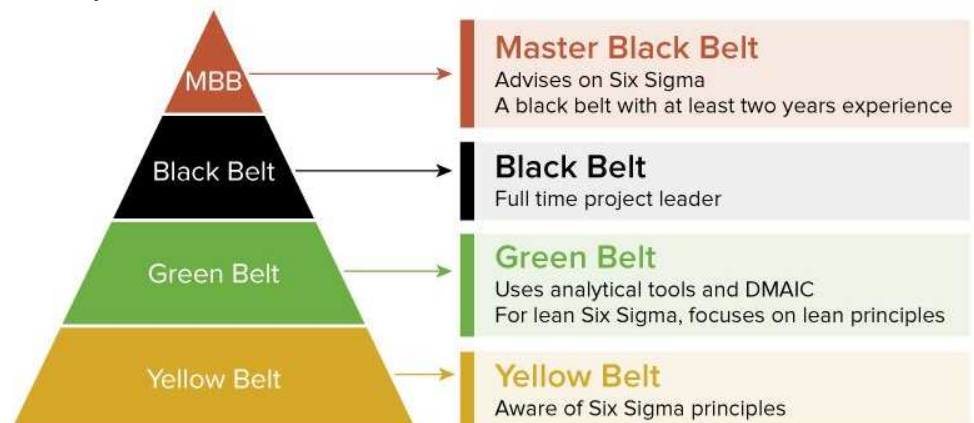 MBB
Master Black Belt
Advises on Six Sigma
A black belt with at least two years experience
Black Belt
Black Belt
Full time project leader
Green Belt
Green Belt
Uses analytical tools and DMAIC
For lean Six Sigma, focuses on lean principles
Yellow Belt
Yellow Belt
Aware of Six Sigma principles